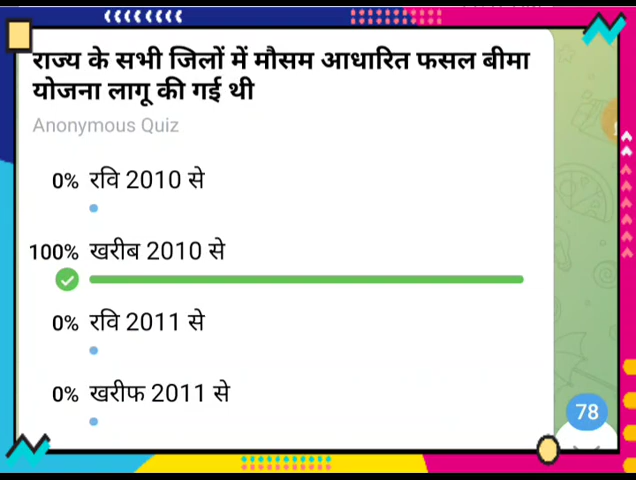 राज्य के सभी जिलों में मौसम आधारित फसल बीमा
योजना लागू की गई थी
Anonymous Quiz
0% रवि 2010 से
100% खरीब 2010 से
0% रवि 2011 से
0% खरीफ 2011 से
78